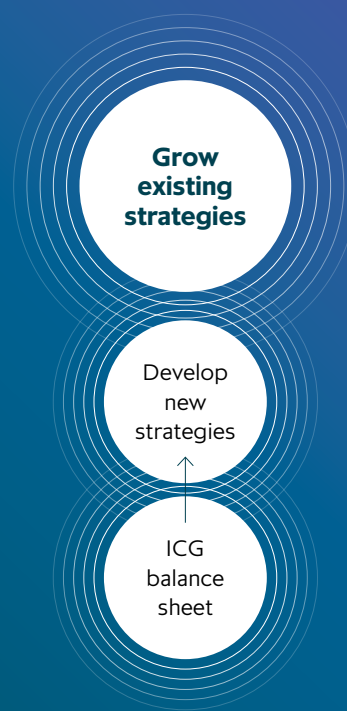 Grow
existing
strategies
Develop
new
strategies
ICG
balance
sheet